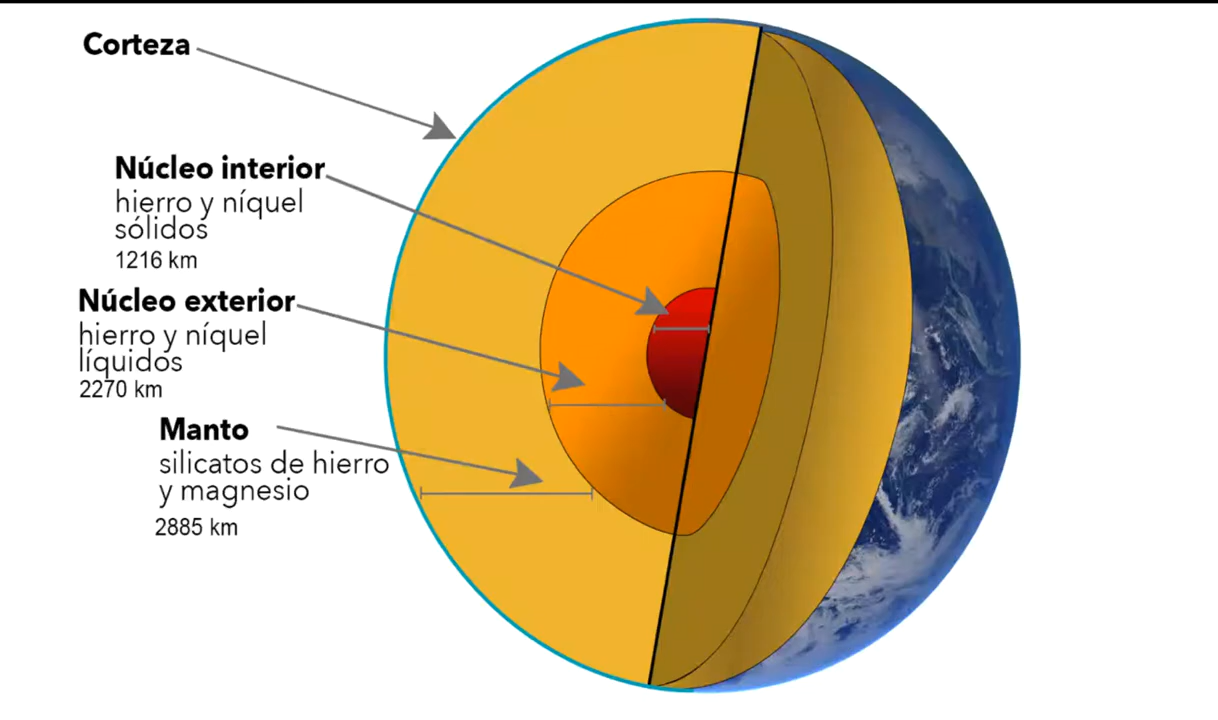 Corteza
Núcleo interior
hierro y níquel
sólidos
1216 km
Núcleo exterior
hierro y níquel
líquidos
2270 km
Manto
silicatos de hierro
y magnesio
2885 km